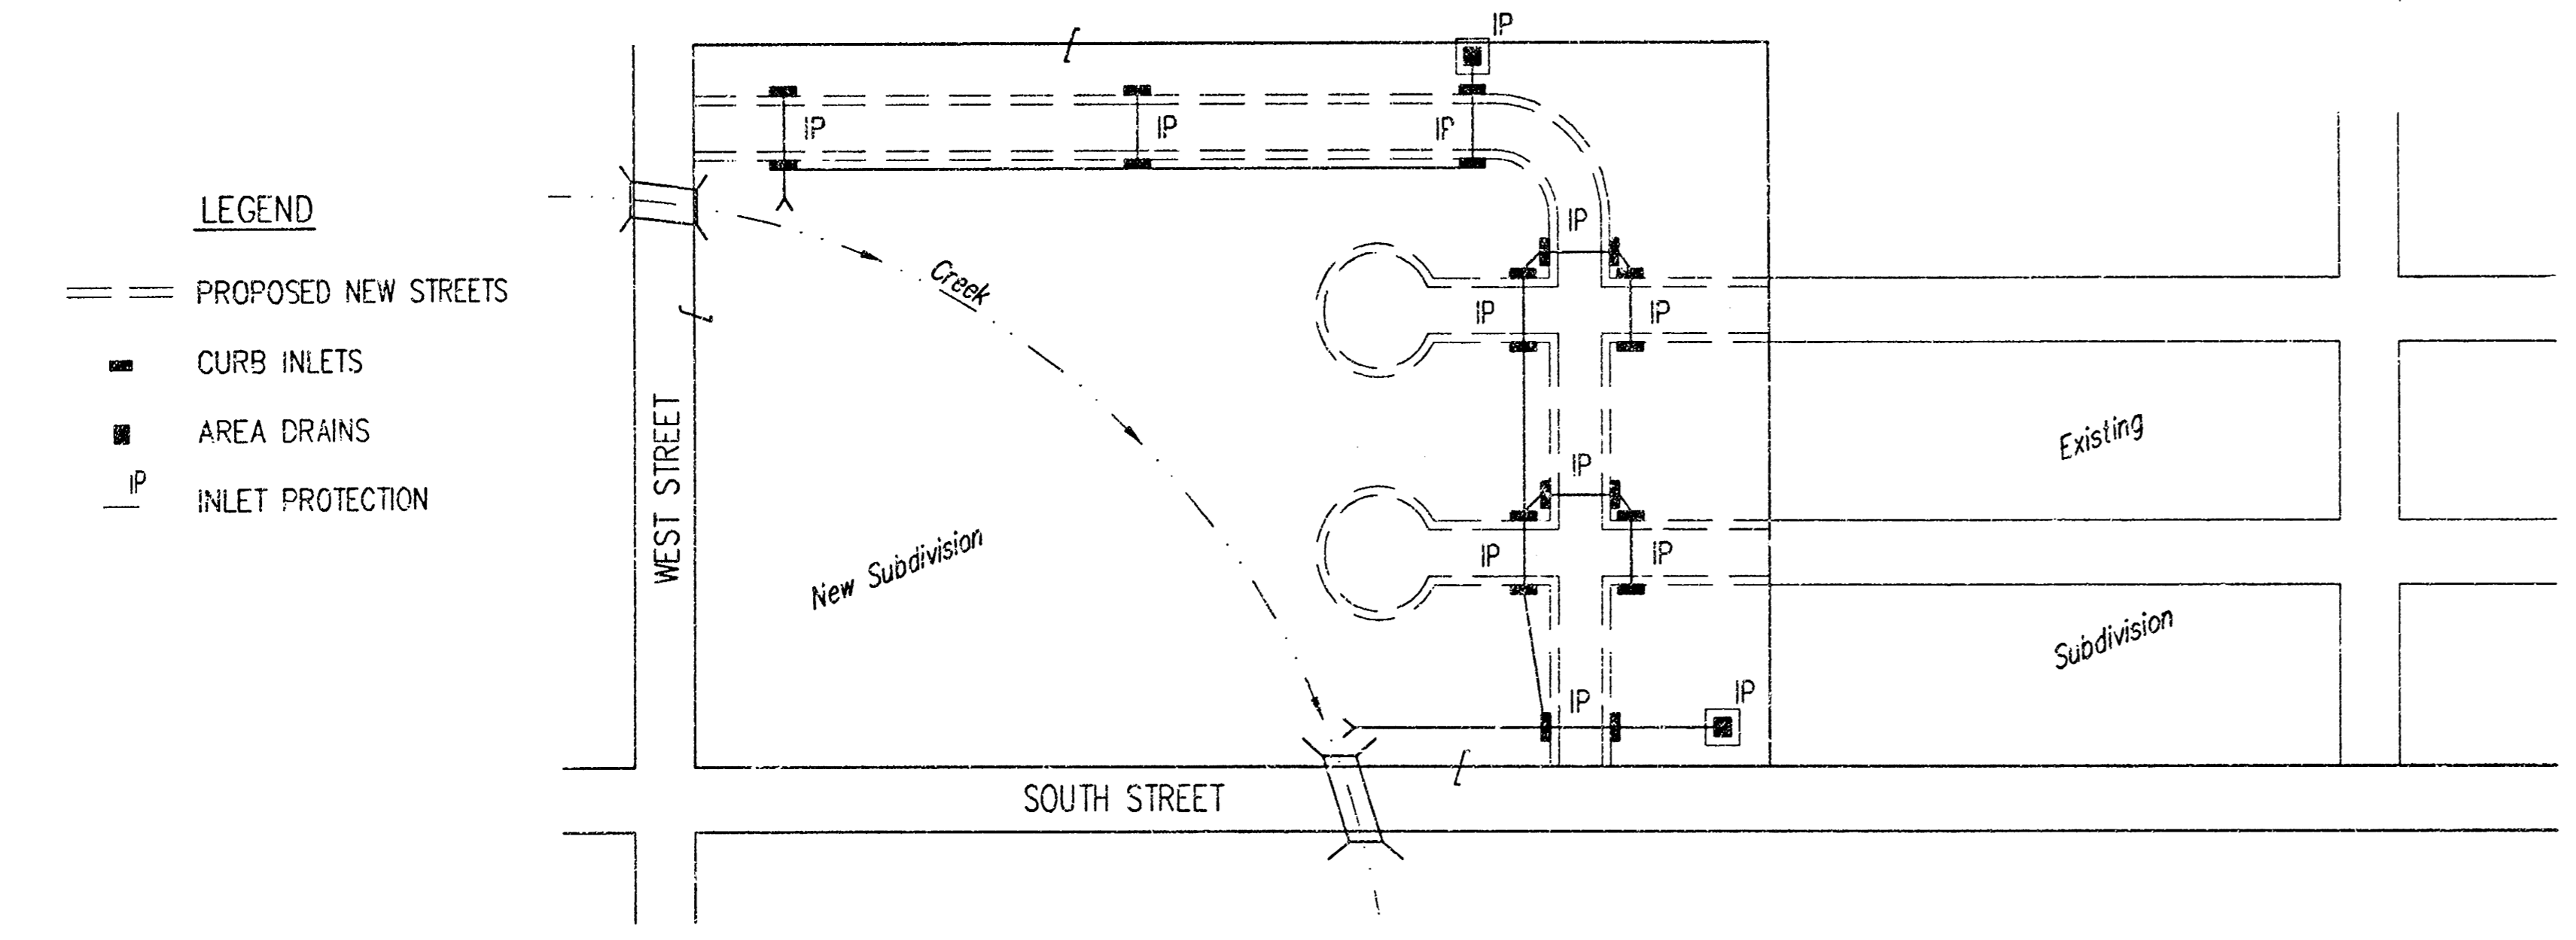 IP
IP
IP
IP
LEGEND
PROPOSED NEW STREETS
CURB INLETS
AREA DRAINS
IP
INLET PROTECTION
WEST STREET
Creek
New Subdivision
IP
IP
IP
IP
IP
IP
IP
IP
Existing
Subdivision
SOUTH STREET